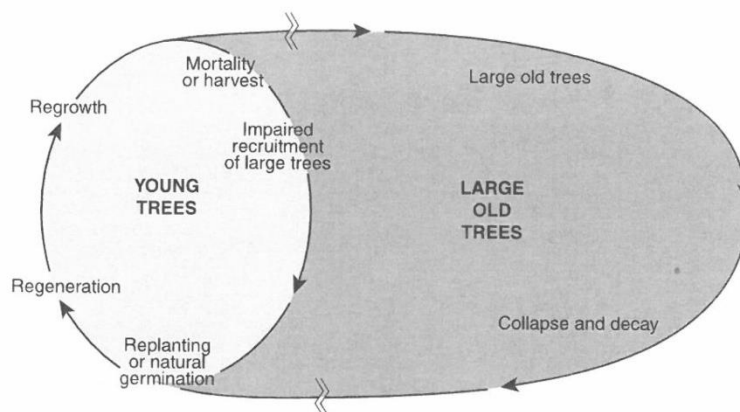 Mortality
or harvest
Large old trees
Regrowth
Impaired
recruitment
of large trees
YOUNG
TREES
LARGE
OLD
TREES
Regeneration
Collapse and decay
Replanting
or natural
germination